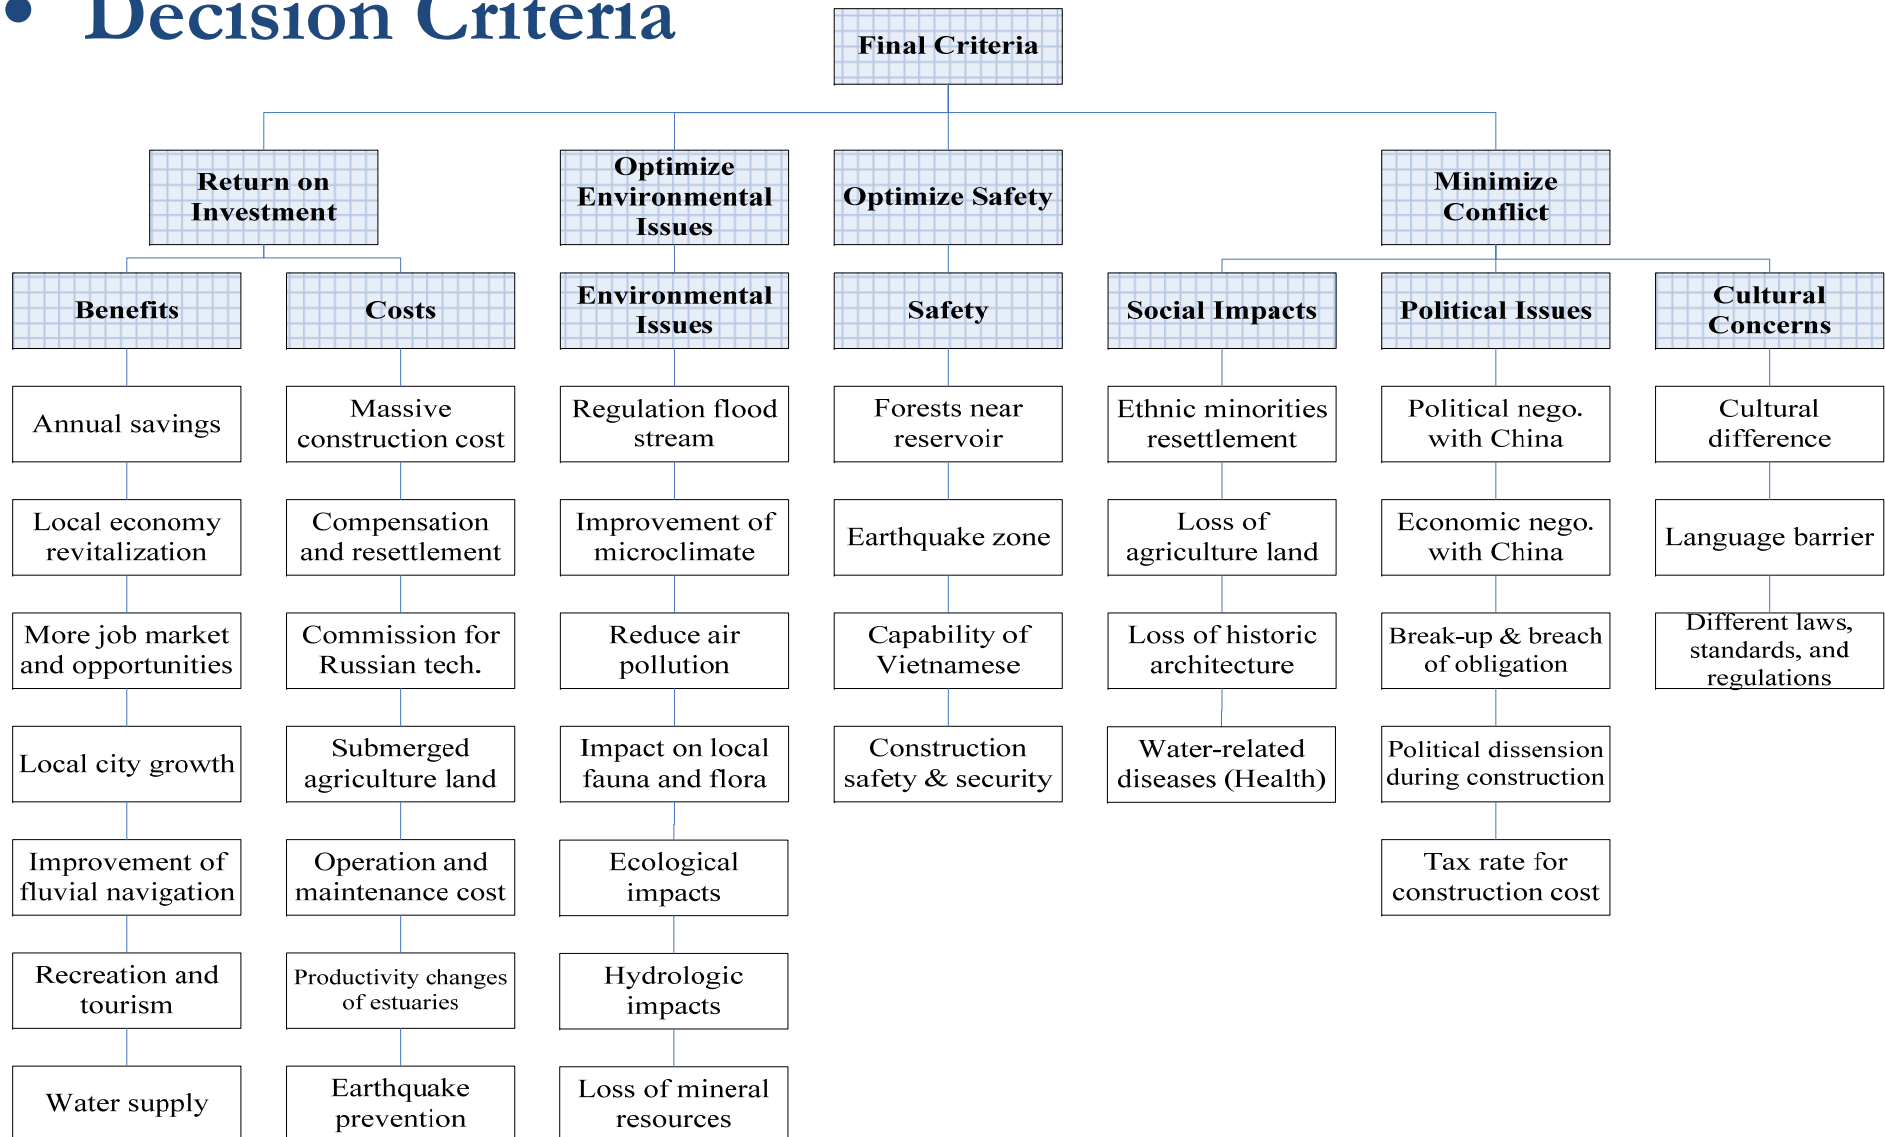 • Decision Criteria
Final Criteria
Return on
Investment
Optimize
Environmental
Issues
Optimize Safety
Minimize
Conflict
Benefits
Costs
Environmental
Issues
Safety
Social Impacts
Political Issues
Cultural
Concerns
Annual savings
Local economy
revitalization
More job market
and opportunities
Local city growth
Improvement of
fluvial navigation
Recreation and
tourism
Water supply
Massive
construction cost
Compensation
and resettlement
Commission for
Russian tech.
Submerged
agriculture land
Operation and
maintenance cost
Productivity changes
of estuaries
Earthquake
prevention
Regulation flood
stream
Improvement of
microclimate
Reduce air
pollution
Impact on local
fauna and flora
Ecological
impacts
Hydrologic
impacts
Loss of mineral
resources
Forests near
reservoir
Earthquake zone
Capability of
Vietnamese
Construction
safety & security
Ethnic minorities
resettlement
Loss of
agriculture land
Loss of historic
architecture
Water-related
diseases (Health)
Political nego.
with China
Economic nego.
with China
Break-up & breach
of obligation
Political dissension
during construction
Tax rate for
construction cost
Cultural
difference
Language barrier
Different laws,
standards, and
regulations